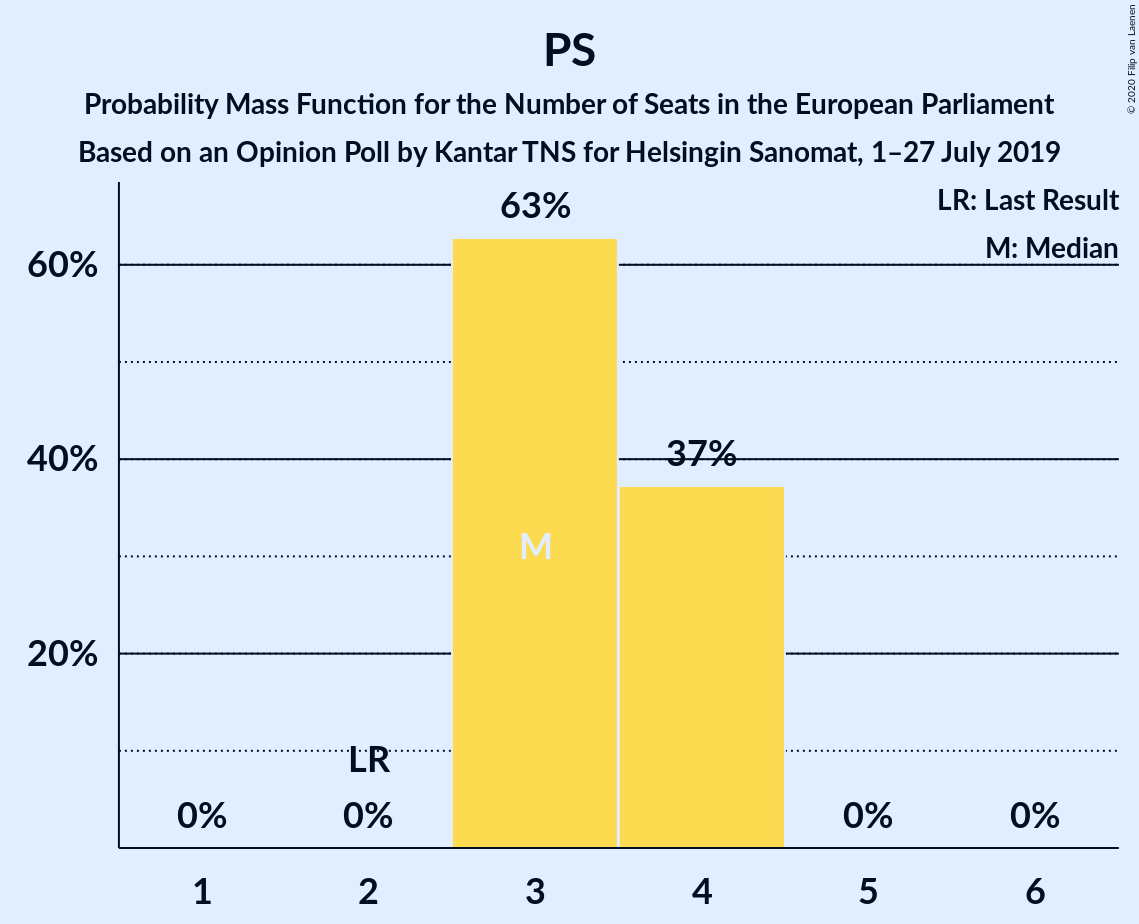 PS
Probability Mass Function for the Number of Seats in the European Parliament
Based on an Opinion Poll by Kantar TNS for Helsingin Sanomat, 1–27 July 2019
© 2020 Filip van Laenen
LR: Last Result
M: Median
63%
60%
40%
37%
M
20%
LR
0% 0% 0% 0%
1 2 3 4 5 6